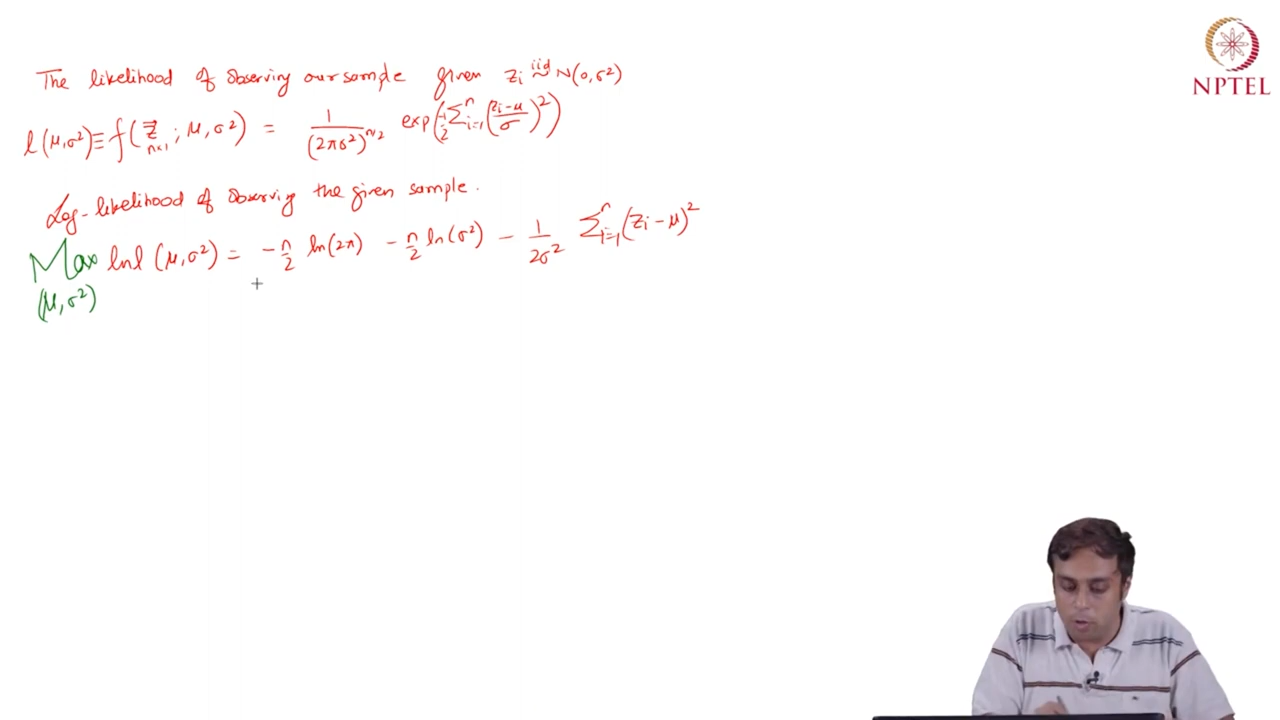 The likelihood of observing our sample given zᵢ ~ⁱⁱᵈ N(0, σ²)
l(μ,σ²) ≡ f(z̲ₙₓ₁ ; μ, σ²) = 1/(2πσ²)^(n/2) exp(-1/2 Σᵢ₌₁ⁿ ((zᵢ-μ)/σ)²)
Log-likelihood of observing the given sample.
Max lnl (μ,σ²) = -n/2 ln(2π) - n/2 ln(σ²) - 1/2σ² Σᵢ₌₁ⁿ (zᵢ-μ)²
(μ,σ²)
NPTEL